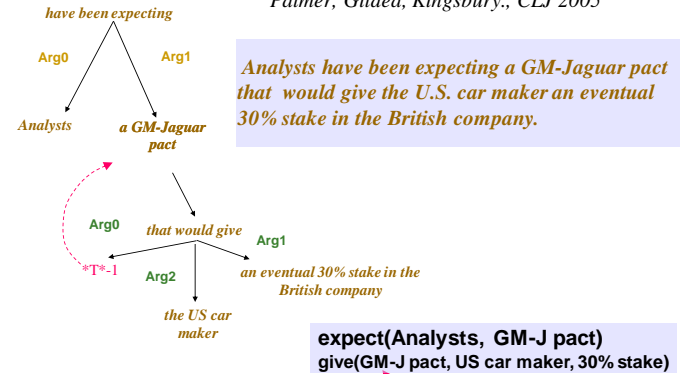 Palmer, Gildea, Kingsbury., CLJ 2005
have been expecting
Arg0
Arg1
Analysts have been expecting a GM-Jaguar pact
that would give the U.S. car maker an eventual
30% stake in the British company.
Analysts
a GM-Jaguar
pact
Arg0
that would give
Arg1
*T*-1
Arg2
an eventual 30% stake in the
British company
the US car
maker
expect(Analysts, GM-J pact)
give(GM-J pact, US car maker, 30% stake)